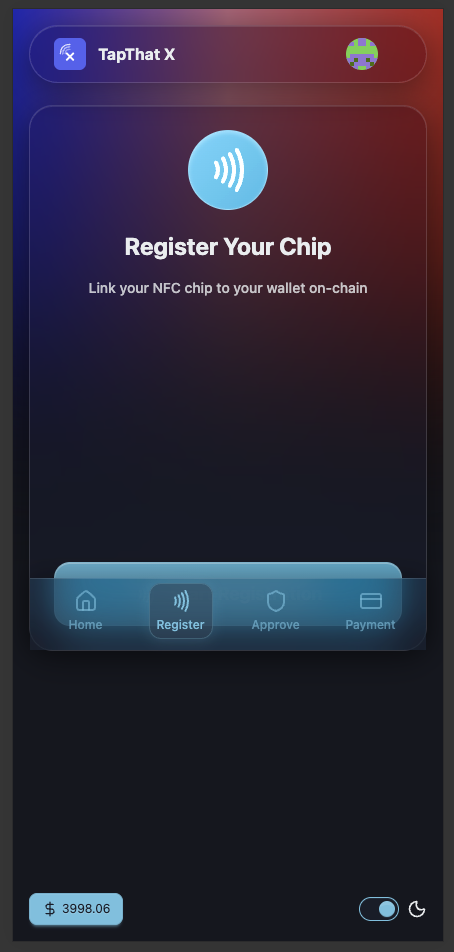 TapThat X
Register Your Chip
Link your NFC chip to your wallet on-chain
Home Register Approve Payment
$ 3998.06